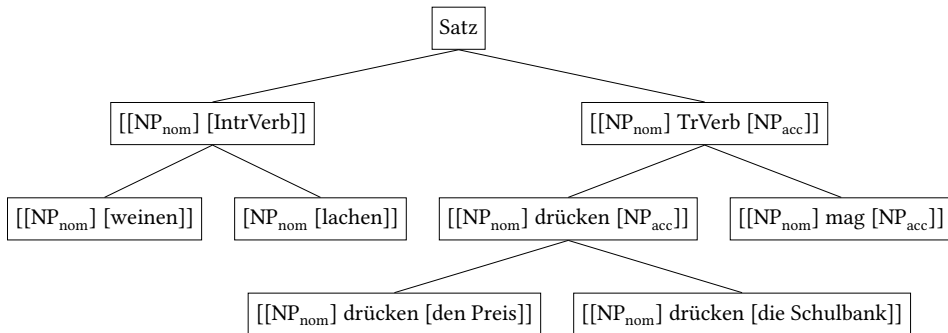 Satz
[[NPnom] [IntrVerb]]
[[NPnom] TrVerb [NPacc]]
[[NPnom] [weinen]]
[NPnom [lachen]]
[[NPnom] drücken [NPacc]]
[[NPnom] mag [NPacc]]
[[NPnom] drücken [den Preis]]
[[NPnom] drücken [die Schulbank]]